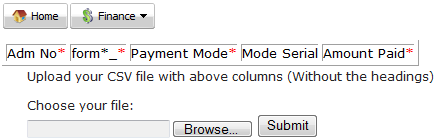 Home Finance
Adm No* form*_* Payment Mode* Mode Serial Amount Paid*
Upload your CSV file with above columns (Without the headings)
Choose your file:
Browse... Submit